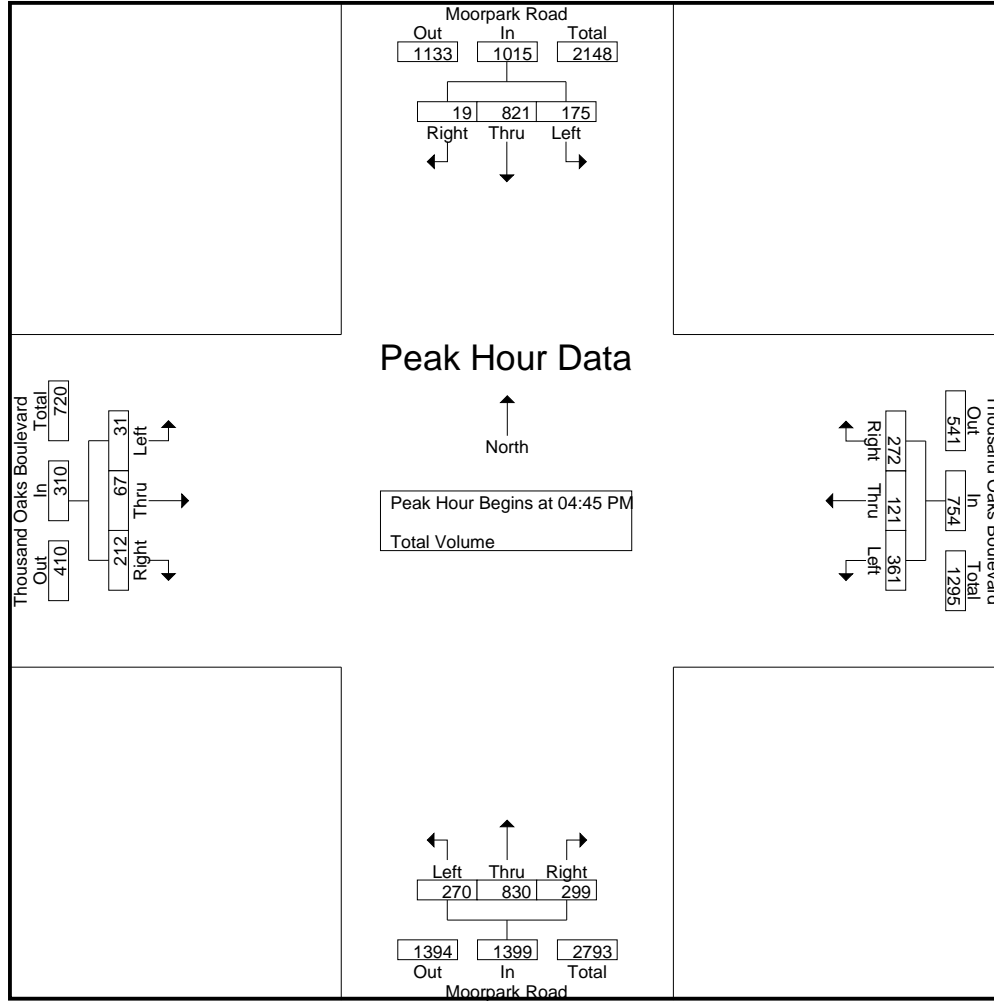 Moorpark Road
Out In Total
1133 1015 2148
19 821 175
Right Thru Left
Peak Hour Data
North
Peak Hour Begins at 04:45 PM
Total Volume
Thousand Oaks Boulevard
Total In Out
720 310 410
31 67 212
Left Thru Right
Thousand Oaks Boulevard
Out In Total
541 754 1295
272 121 361
Right Thru Left
Left Thru Right
270 830 299
1394 1399 2793
Out In Total
Moorpark Road